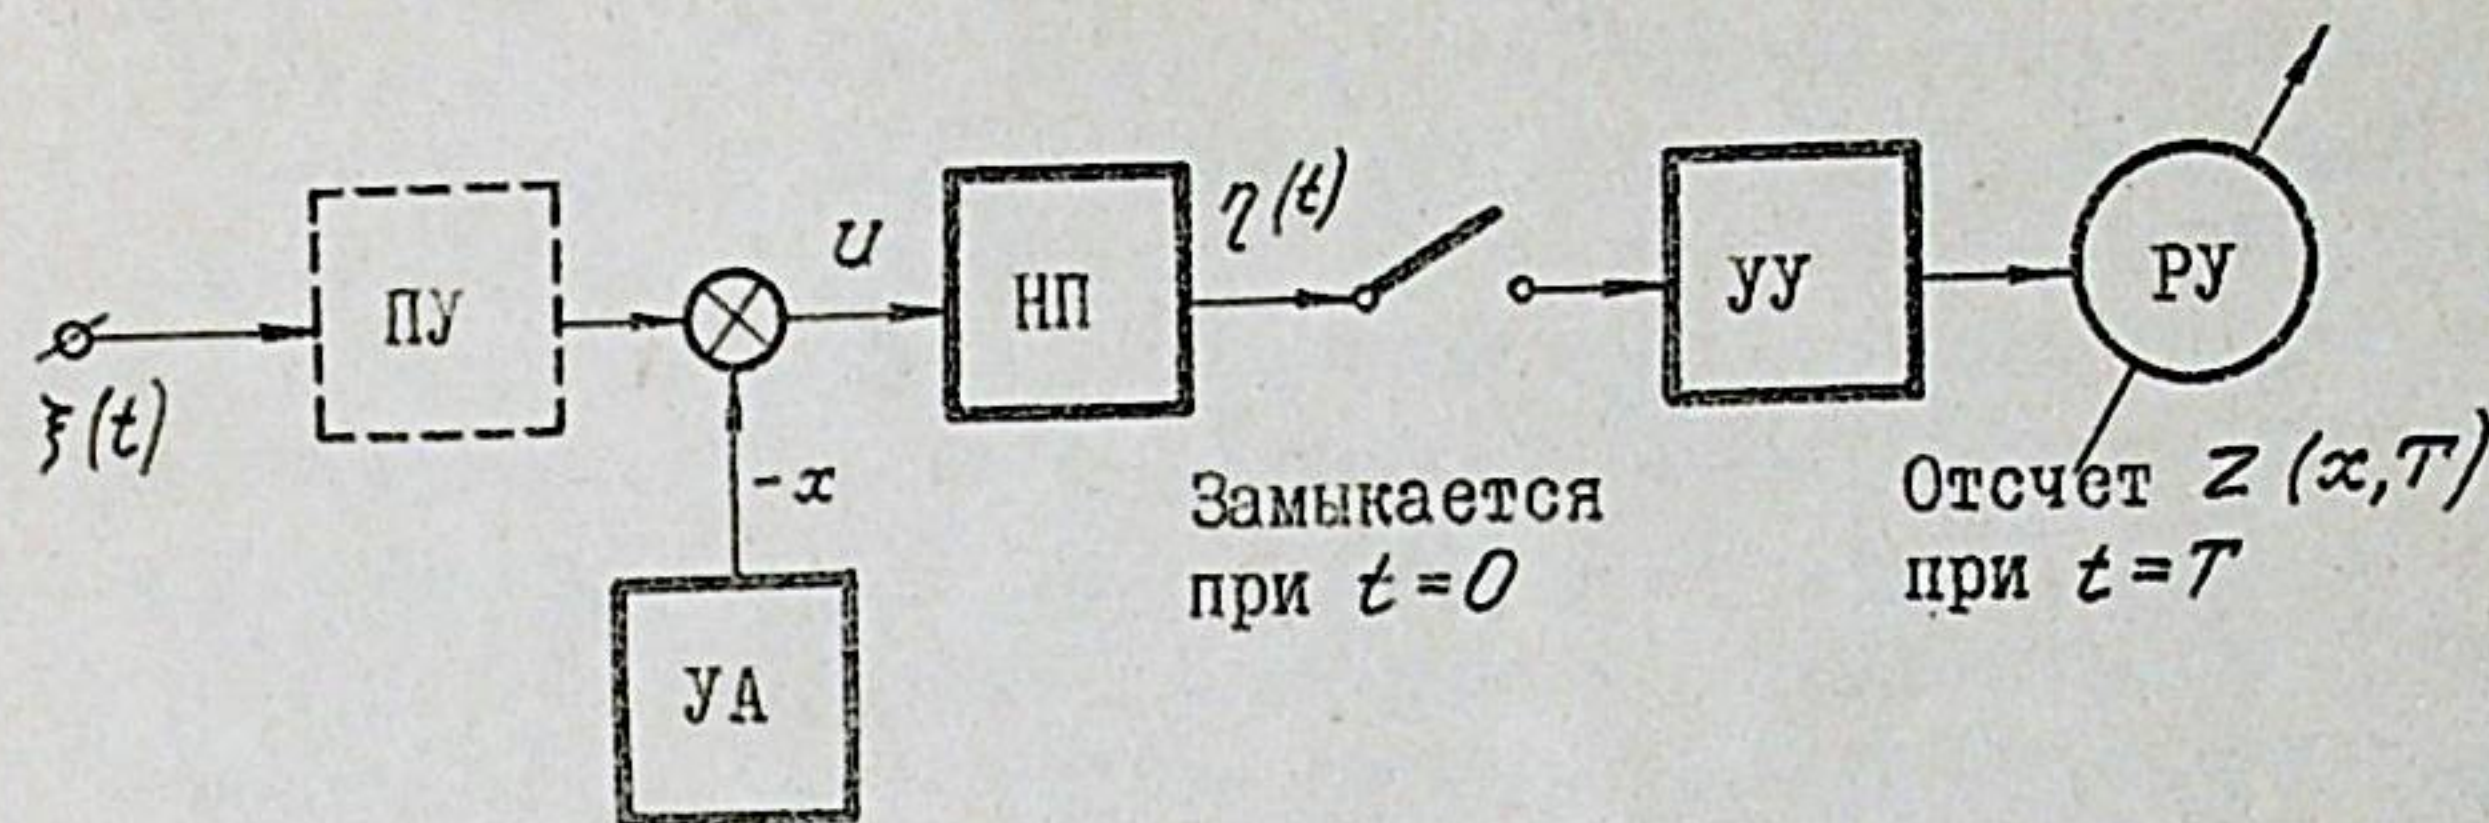 ξ(t)
ПУ
u
-x
УА
НП
η(t)
Замыкается
при t=0
УУ
РУ
Отсчет z(x,T)
при t=T